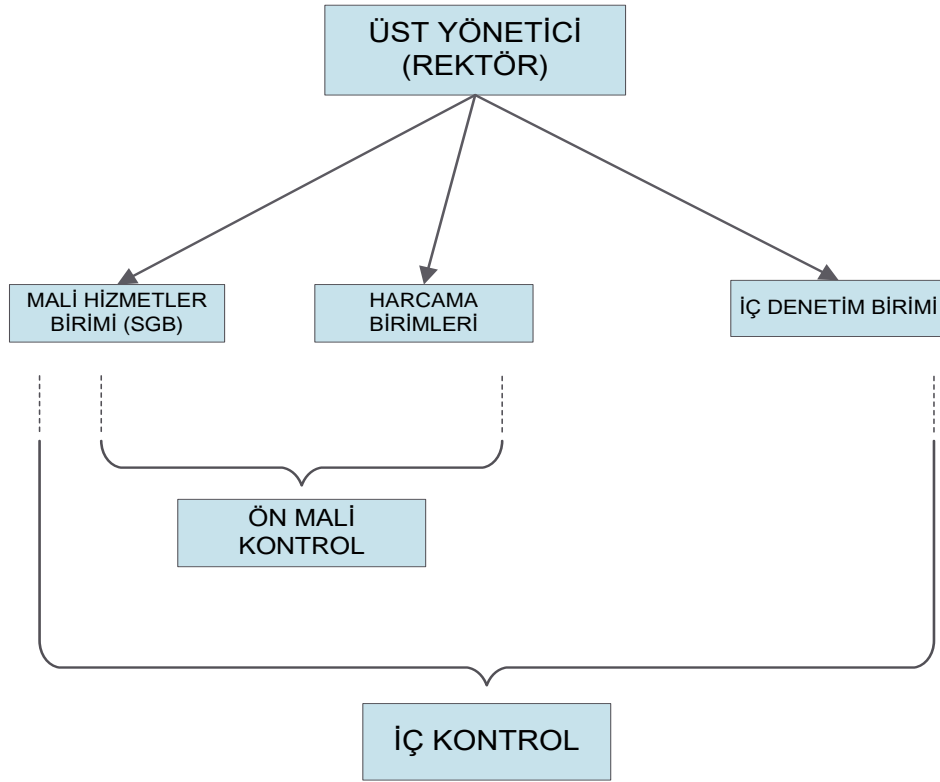 ÜST YÖNETİCİ
(REKTÖR)
MALİ HİZMETLER
BİRİMİ (SGB)
HARCAMA
BİRİMLERİ
İÇ DENETİM BİRİMİ
ÖN MALİ
KONTROL
İÇ KONTROL